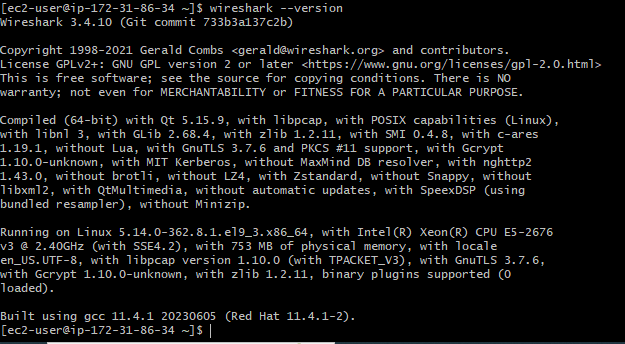 [ec2-user@ip-172-31-86-34 ~]$ wireshark --version
Wireshark 3.4.10 (Git commit 733b3a137c2b)
Copyright 1998-2021 Gerald Combs <gerald@wireshark.org> and contributors.
License GPLv2+: GNU GPL version 2 or later <https://www.gnu.org/licenses/gpl-2.0.html>
This is free software; see the source for copying conditions. There is NO
warranty; not even for MERCHANTABILITY or FITNESS FOR A PARTICULAR PURPOSE.
Compiled (64-bit) with Qt 5.15.9, with libpcap, with POSIX capabilities (Linux),
with libnl 3, with GLib 2.68.4, with zlib 1.2.11, with SMI 0.4.8, with c-ares
1.19.1, without Lua, with GnuTLS 3.7.6 and PKCS #11 support, with Gcrypt
1.10.0-unknown, with MIT Kerberos, without MaxMind DB resolver, with nghttp2
1.43.0, without brotli, without LZ4, with Zstandard, without Snappy, without
libxml2, with QtMultimedia, without automatic updates, with SpeexDSP (using
bundled resampler), without Minizip.
Running on Linux 5.14.0-362.8.1.el9_3.x86_64, with Intel(R) Xeon(R) CPU E5-2676
v3 @ 2.40GHz (with SSE4.2), with 753 MB of physical memory, with locale
en_US.UTF-8, with libpcap version 1.10.0 (with TPACKET_V3), with GnuTLS 3.7.6,
with Gcrypt 1.10.0-unknown, with zlib 1.2.11, binary plugins supported (0
loaded).
Built using gcc 11.4.1 20230605 (Red Hat 11.4.1-2).
[ec2-user@ip-172-31-86-34 ~]$